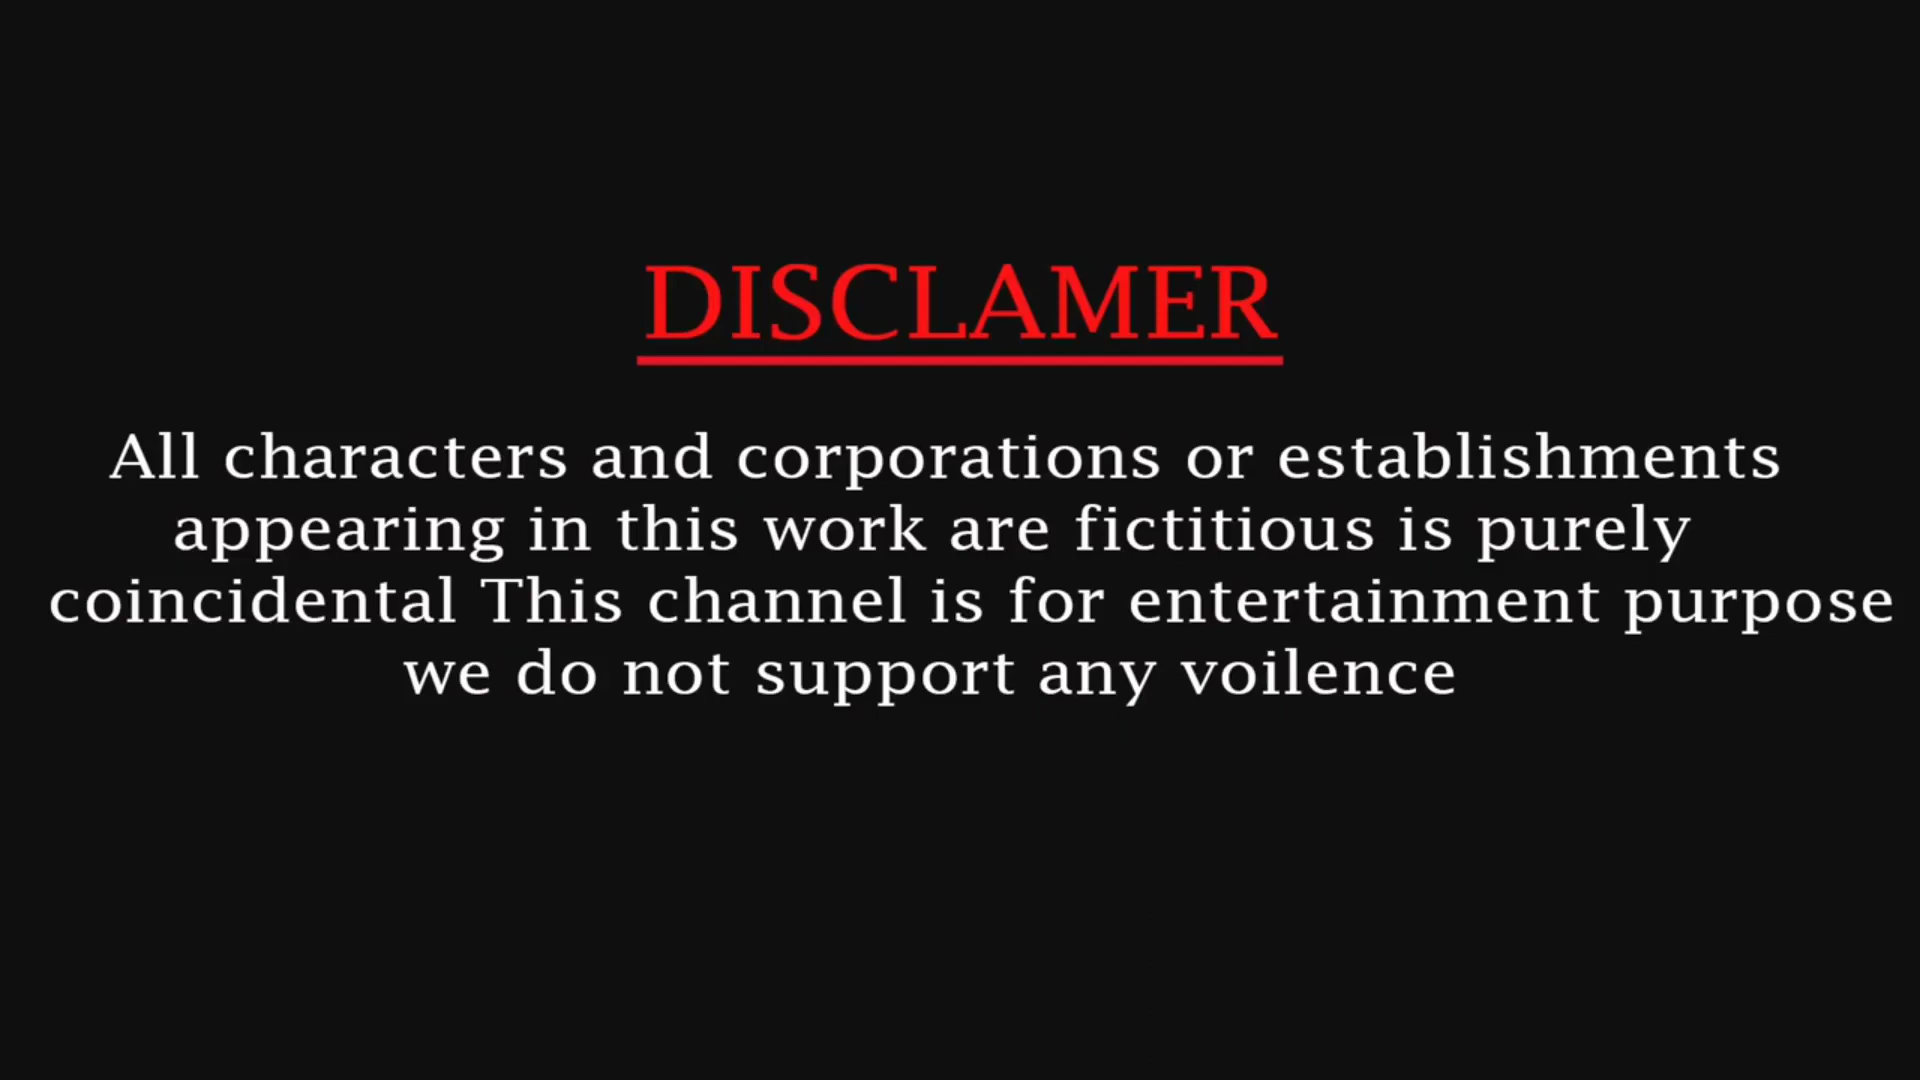 DISCLAMER
All characters and corporations or establishments
appearing in this work are fictitious is purely
coincidental This channel is for entertainment purpose
we do not support any voilence